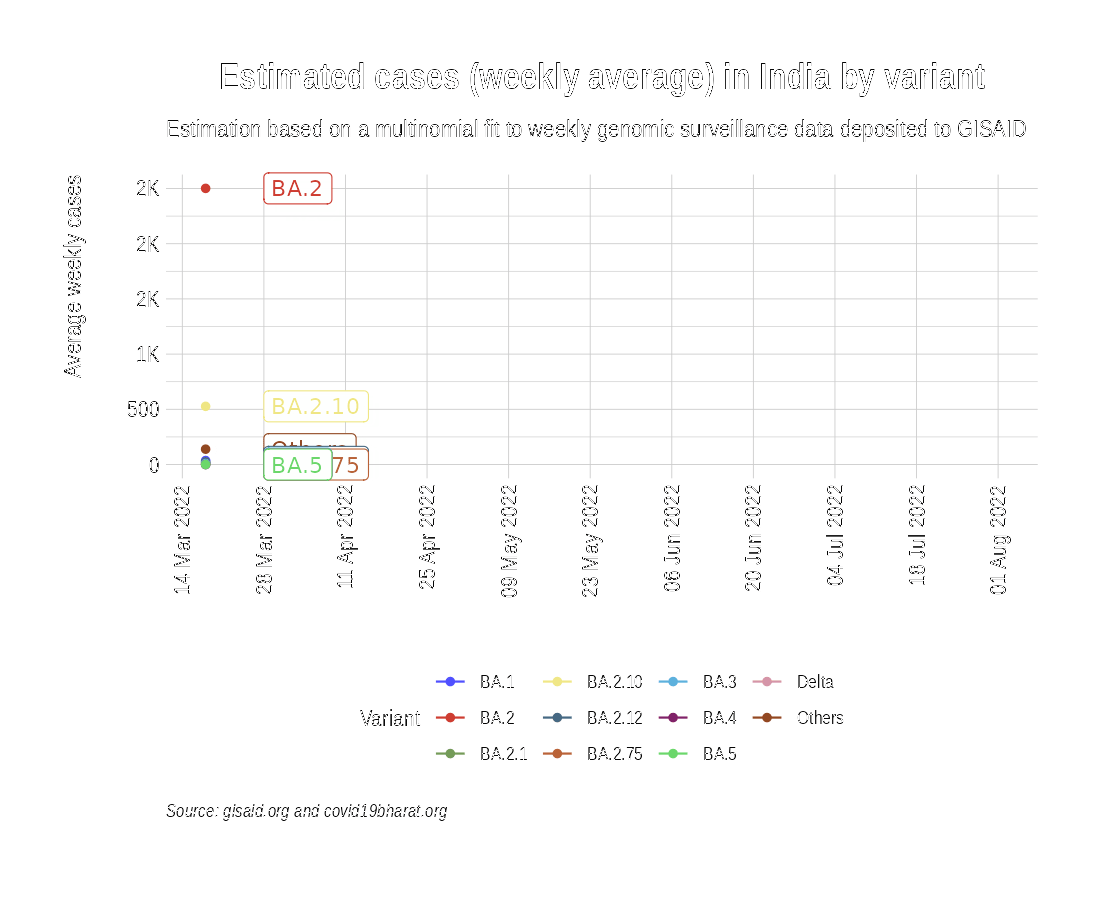 Estimated cases (weekly average) in India by variant
Estimation based on a multinomial fit to weekly genomic surveillance data deposited to GISAID
Average weekly cases
2K
2K
2K
1K
500
0
BA.2
BA.2.10
Others
BA.5
75
14 Mar 2022
28 Mar 2022
11 Apr 2022
25 Apr 2022
09 May 2022
23 May 2022
06 Jun 2022
20 Jun 2022
04 Jul 2022
18 Jul 2022
01 Aug 2022
Variant
BA.1
BA.2
BA.2.1
BA.2.10
BA.2.12
BA.2.75
BA.3
BA.4
BA.5
Delta
Others
Source: gisaid.org and covid19bharat.org